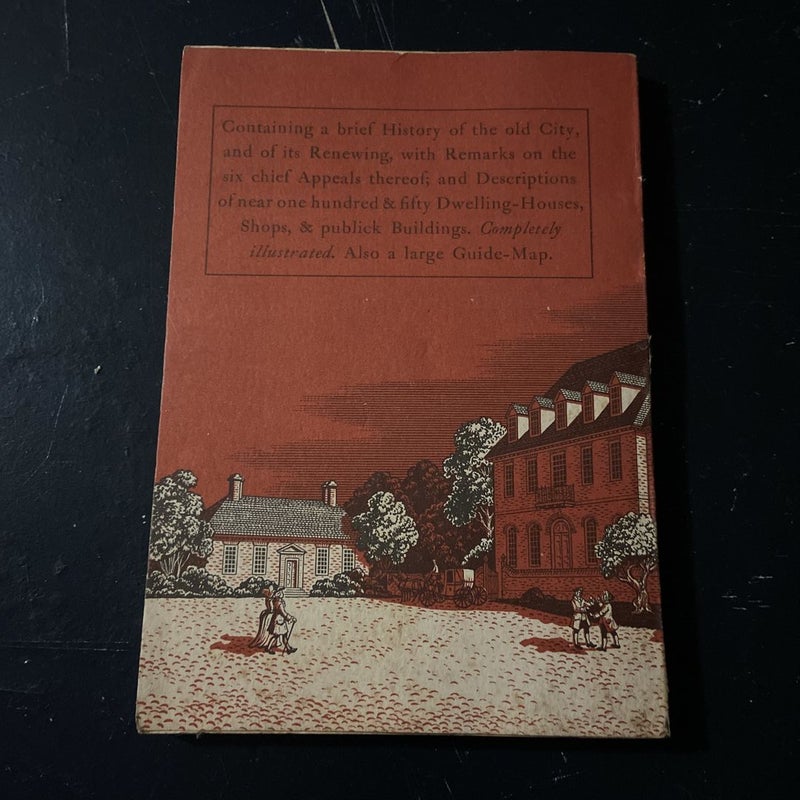 Containing a brief History of the old City,
and of its Renewing, with Remarks on the
six chief Appeals thereof; and Descriptions
of near one hundred & fifty Dwelling-Houses,
Shops, & publick Buildings. Completely
illustrated. Also a large Guide-Map.